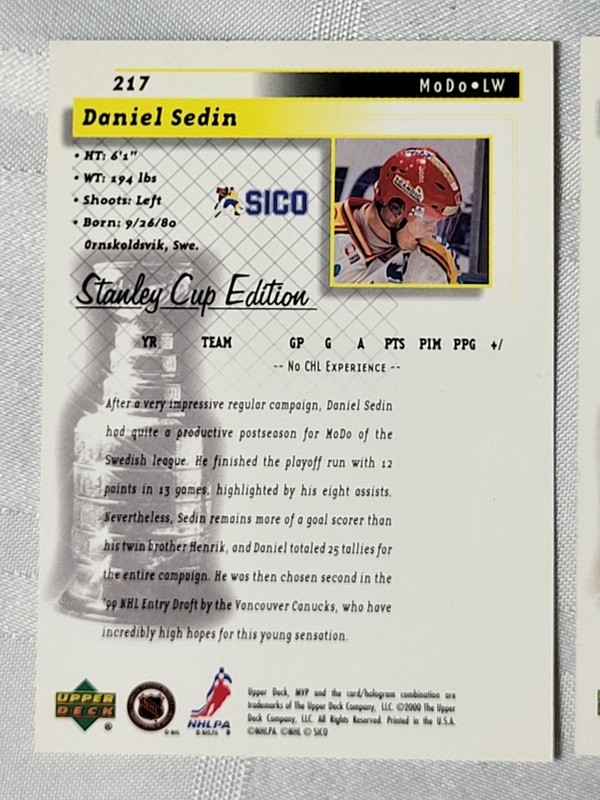 217
MoDo•LW
Daniel Sedin
• HT: 6'1"
• WT: 194 lbs
• Shoots: Left
• Born: 9/26/80
Ornskoldsvik, Swe.
SICO
Stanley Cup Edition
YR TEAM GP G A PTS PIM PPG +/
-- No CHL Experience --
After a very impressive regular campaign, Daniel Sedin
had quite a productive postseason for MoDo of the
Swedish league. He finished the playoff run with 12
points in 13 games, highlighted by his eight assists.
Nevertheless, Sedin remains more of a goal scorer than
his twin brother Henrik, and Daniel totaled 25 tallies for
the entire campaign. He was then chosen second in the
'99 NHL Entry Draft by the Vancouver Canucks, who have
incredibly high hopes for this young sensation.
UPPER
DECK
®
NHLPA
Upper Deck, MVP and the card/hologram combination are
trademarks of The Upper Deck Company, LLC. ©2000 The Upper
Deck Company, LLC. All Rights Reserved. Printed in the U.S.A.
©NHLPA. ©NHL © SICO